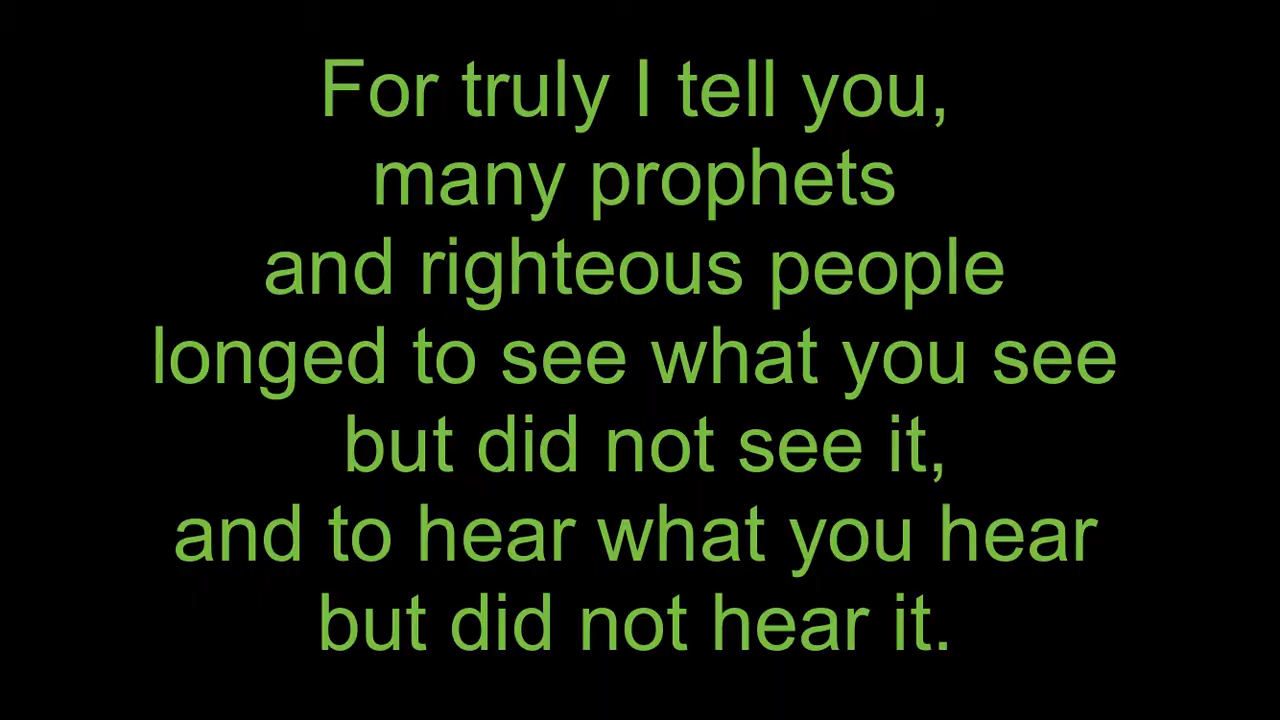 For truly I tell you,
many prophets
and righteous people
longed to see what you see
but did not see it,
and to hear what you hear
but did not hear it.